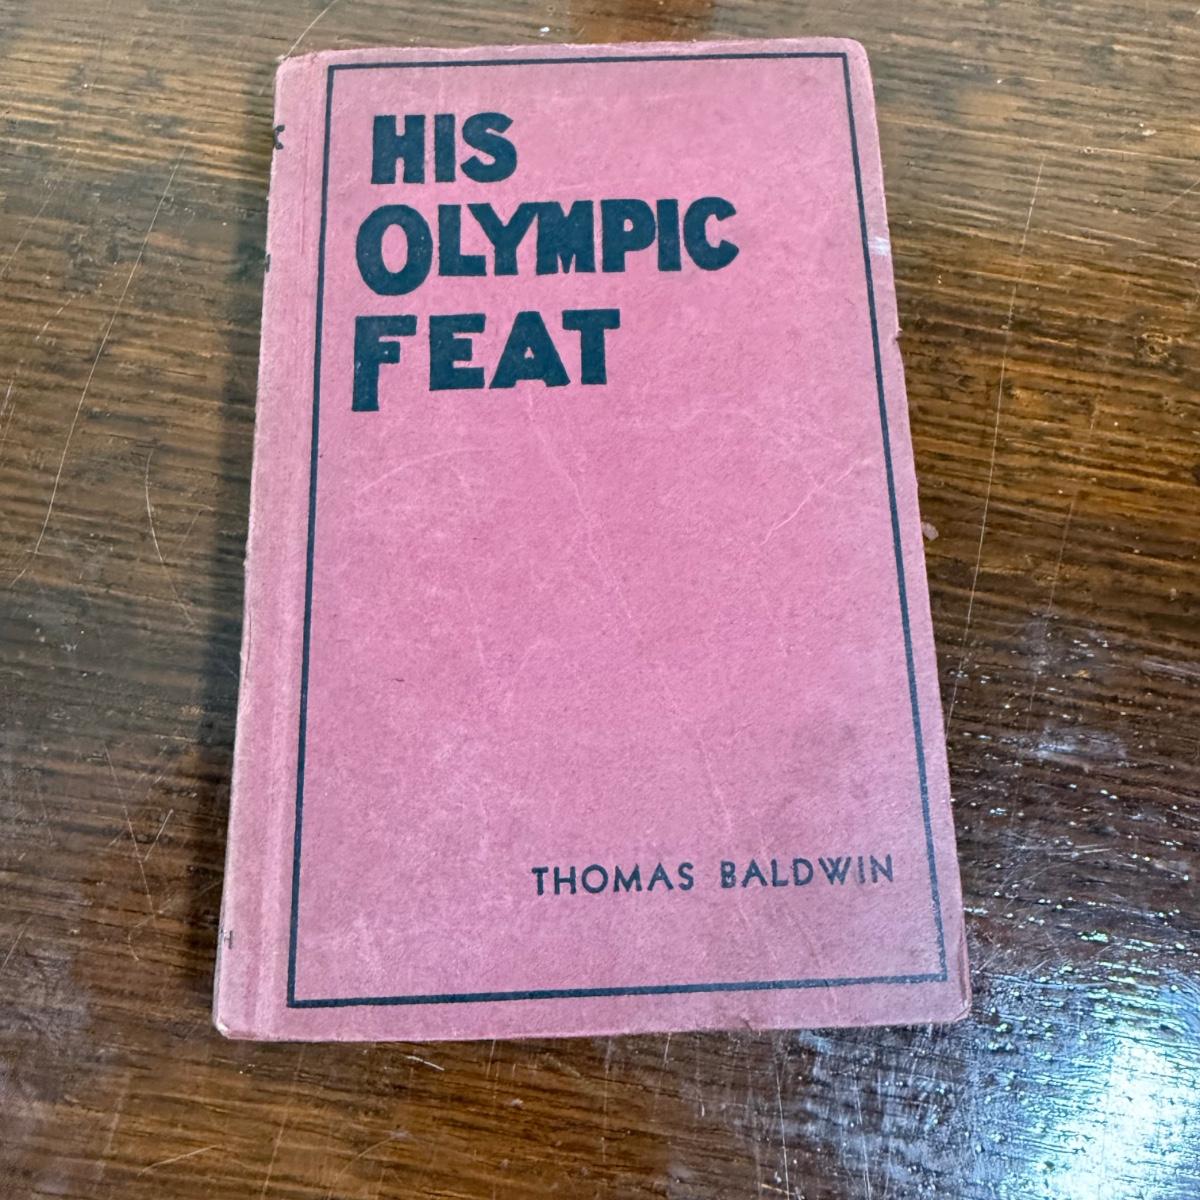 HIS
OLYMPIC
FEAT
THOMAS BALDWIN